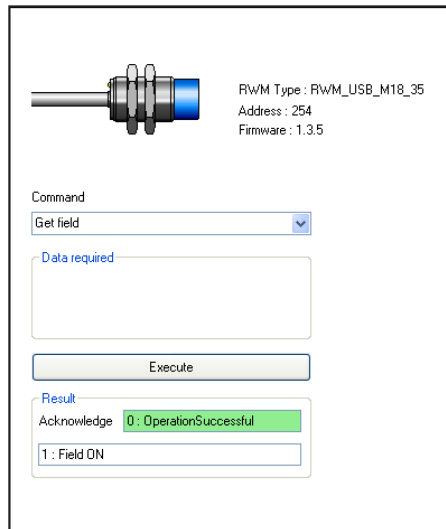 RWM Type : RWM_USB_M18_35
Address : 254
Firmware : 1.3.5
Command
Get field
Data required
Execute
Result
Acknowledge 0 : OperationSuccessful
1 : Field ON